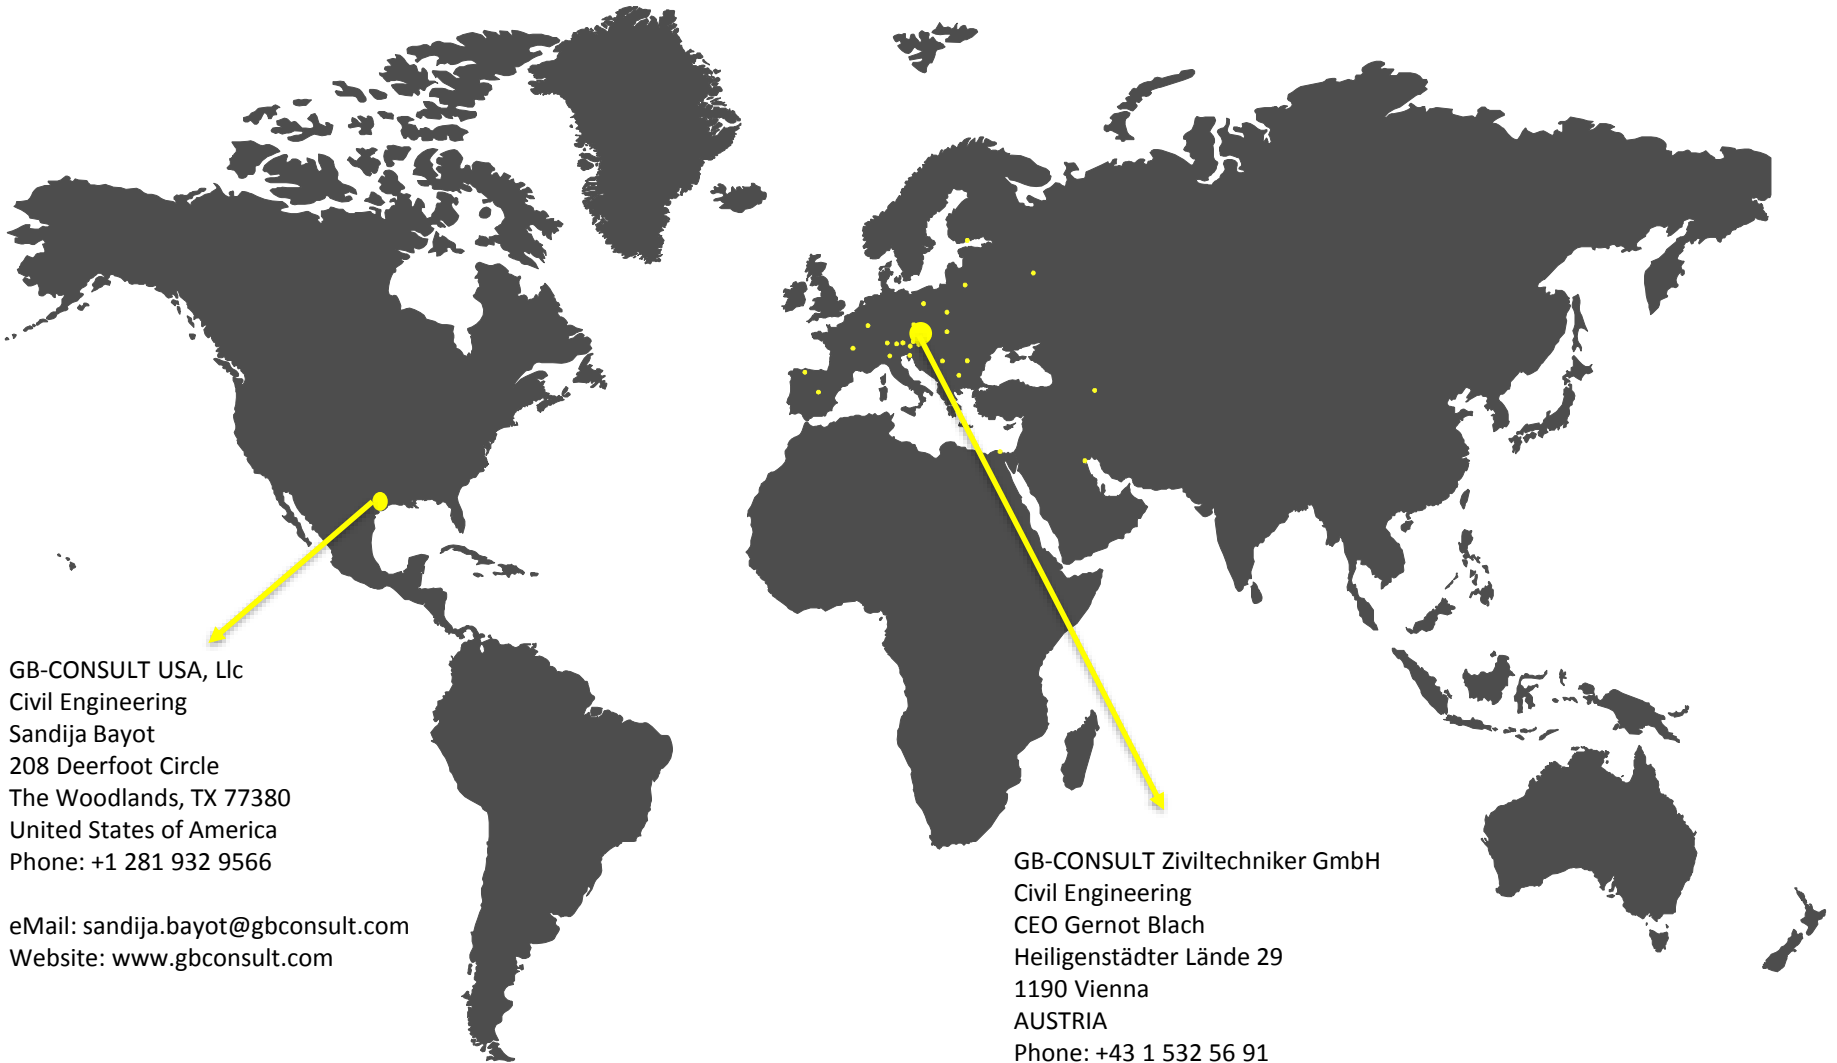 GB-CONSULT USA, Llc
Civil Engineering
Sandija Bayot
208 Deerfoot Circle
The Woodlands, TX 77380
United States of America
Phone: +1 281 932 9566
eMail: sandija.bayot@gbconsult.com
Website: www.gbconsult.com
GB-CONSULT Ziviltechniker GmbH
Civil Engineering
CEO Gernot Blach
Heiligenstädter Lände 29
1190 Vienna
AUSTRIA
Phone: +43 1 532 56 91